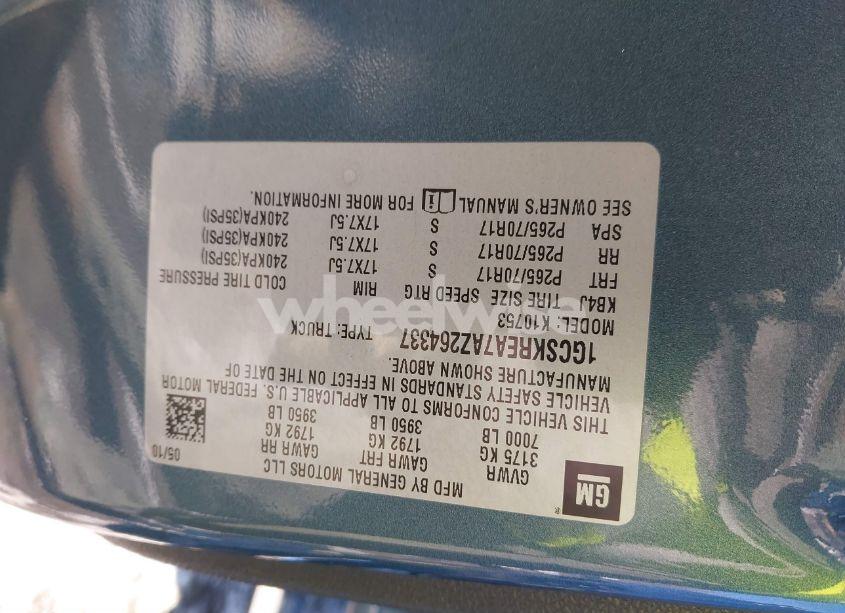 GM
®
MFD BY GENERAL MOTORS LLC
05/10
GVWR GAWR FRT GAWR RR
3175 KG 1792 KG 1792 KG
7000 LB 3950 LB 3950 LB
THIS VEHICLE CONFORMS TO ALL APPLICABLE U.S. FEDERAL MOTOR
VEHICLE SAFETY STANDARDS IN EFFECT ON THE DATE OF
MANUFACTURE SHOWN ABOVE.
1GCSKREA7AZ264337 TYPE: TRUCK
MODEL: K10753
KB4J TIRE SIZE SPEED RTG RIM COLD TIRE PRESSURE
FRT P265/70R17 S 17X7.5J 240KPA(35PSI)
RR P265/70R17 S 17X7.5J 240KPA(35PSI)
SPA P265/70R17 S 17X7.5J 240KPA(35PSI)
SEE OWNER'S MANUAL FOR MORE INFORMATION.
wheelwise